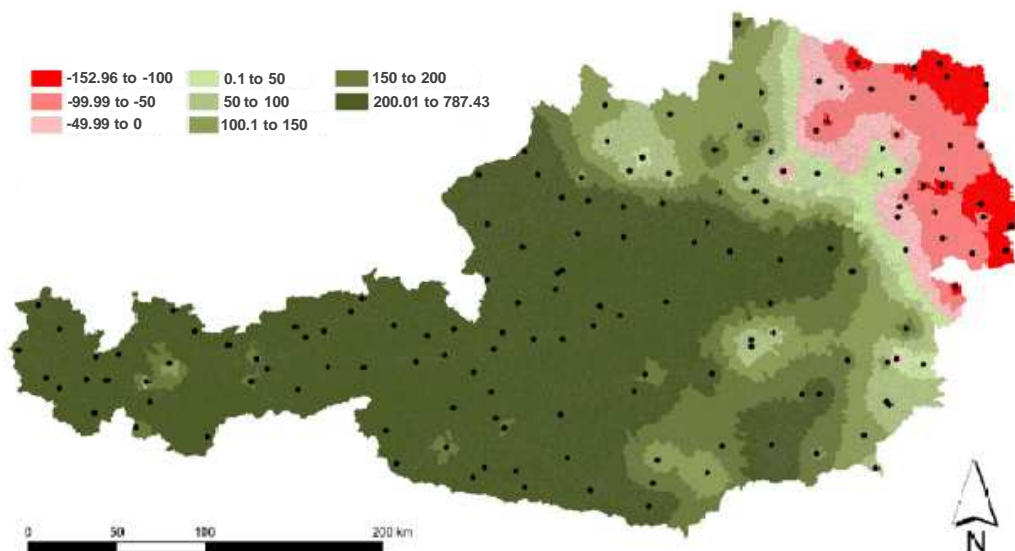 -152.96 to -100
-99.99 to -50
-49.99 to 0
0.1 to 50
50 to 100
100.1 to 150
150 to 200
200.01 to 787.43
0 50 100 200 km
N